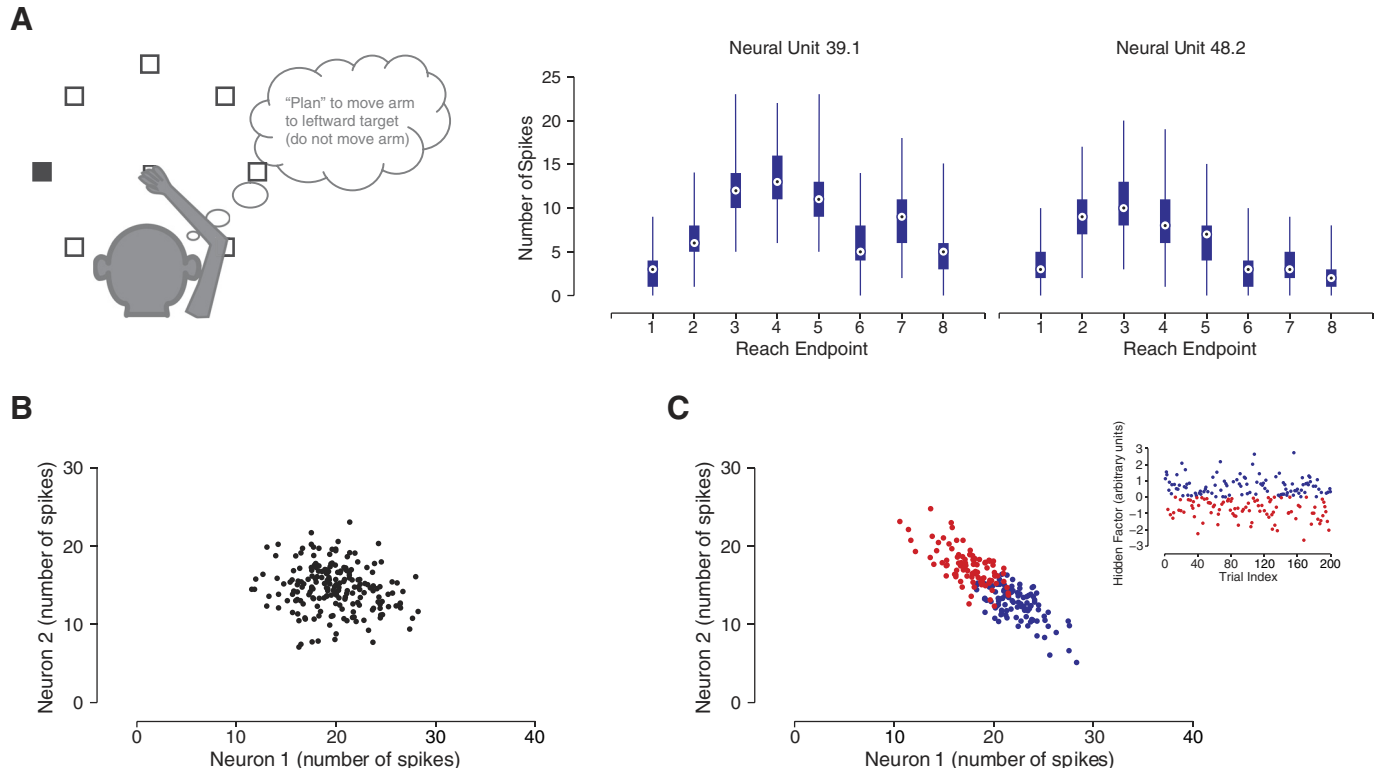 A
"Plan" to move arm
to leftward target
(do not move arm)
Neural Unit 39.1
Neural Unit 48.2
Number of Spikes
25
20
15
10
5
0
1 2 3 4 5 6 7 8
Reach Endpoint
1 2 3 4 5 6 7 8
Reach Endpoint
B
Neuron 2 (number of spikes)
30
20
10
0
0 10 20 30 40
Neuron 1 (number of spikes)
C
Neuron 2 (number of spikes)
30
20
10
0
0 10 20 30 40
Neuron 1 (number of spikes)
Hidden Factor (arbitrary units)
3
2
1
0
−1
−2
−3
0 40 80 120 160 200
Trial Index